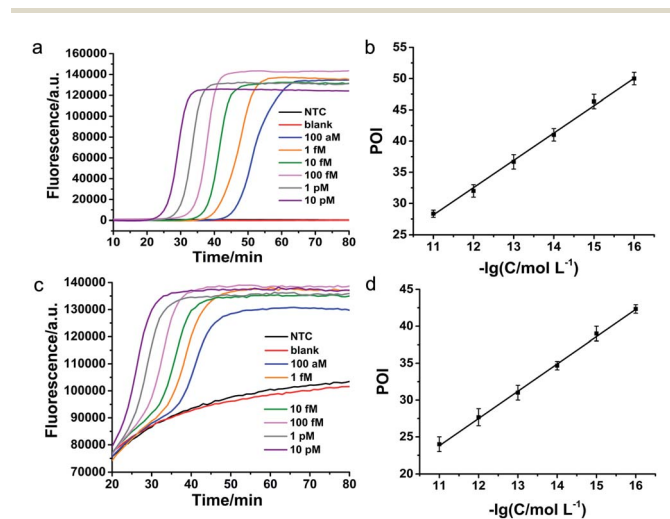 a
160000
140000
120000
100000
80000
60000
40000
20000
0
Fluorescence/a.u.
NTC
blank
100 aM
1 fM
10 fM
100 fM
1 pM
10 pM
10 20 30 40 50 60 70 80
Time/min
b
55
50
45
40
35
30
25
POI
11 12 13 14 15 16
-lg(C/mol L⁻¹)
c
140000
130000
120000
110000
100000
90000
80000
70000
Fluorescence/a.u.
NTC
blank
100 aM
1 fM
10 fM
100 fM
1 pM
10 pM
20 30 40 50 60 70 80
Time/min
d
45
40
35
30
25
20
POI
11 12 13 14 15 16
-lg(C/mol L⁻¹)